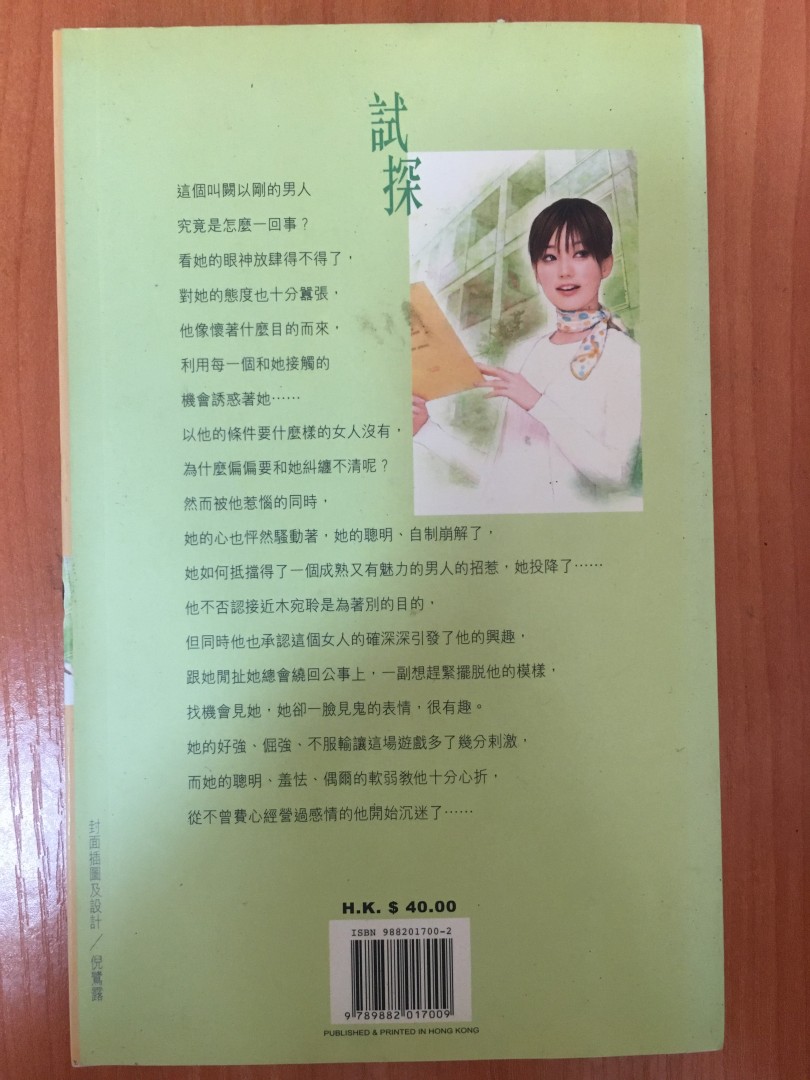 試探
這個叫闕以剛的男人
究竟是怎麼一回事？
看她的眼神放肆得不得了，
對她的態度也十分囂張，
他像懷著什麼目的而來，
利用每一個和她接觸的
機會誘惑著她……
以他的條件要什麼樣的女人沒有，
為什麼偏偏要和她糾纏不清呢？
然而被他惹惱的同時，
她的心也怦然騷動著，她的聰明、自制崩解了，
她如何抵擋得了一個成熟又有魅力的男人的招惹，她投降了……
他不否認接近木宛聆是為著別的目的，
但同時他也承認這個女人的確深深引發了他的興趣，
跟她閒扯她總會繞回公事上，一副想趕緊擺脫他的模樣，
找機會見她，她卻一臉見鬼的表情，很有趣。
她的好強、倔強、不服輸讓這場遊戲多了幾分刺激，
而她的聰明、羞怯、偶爾的軟弱教他十分心折，
從不曾費心經營過感情的他開始沉迷了……
封面插圖及設計／倪鷺露
H.K. $ 40.00
ISBN 988201700-2
9 789882 017009
PUBLISHED & PRINTED IN HONG KONG